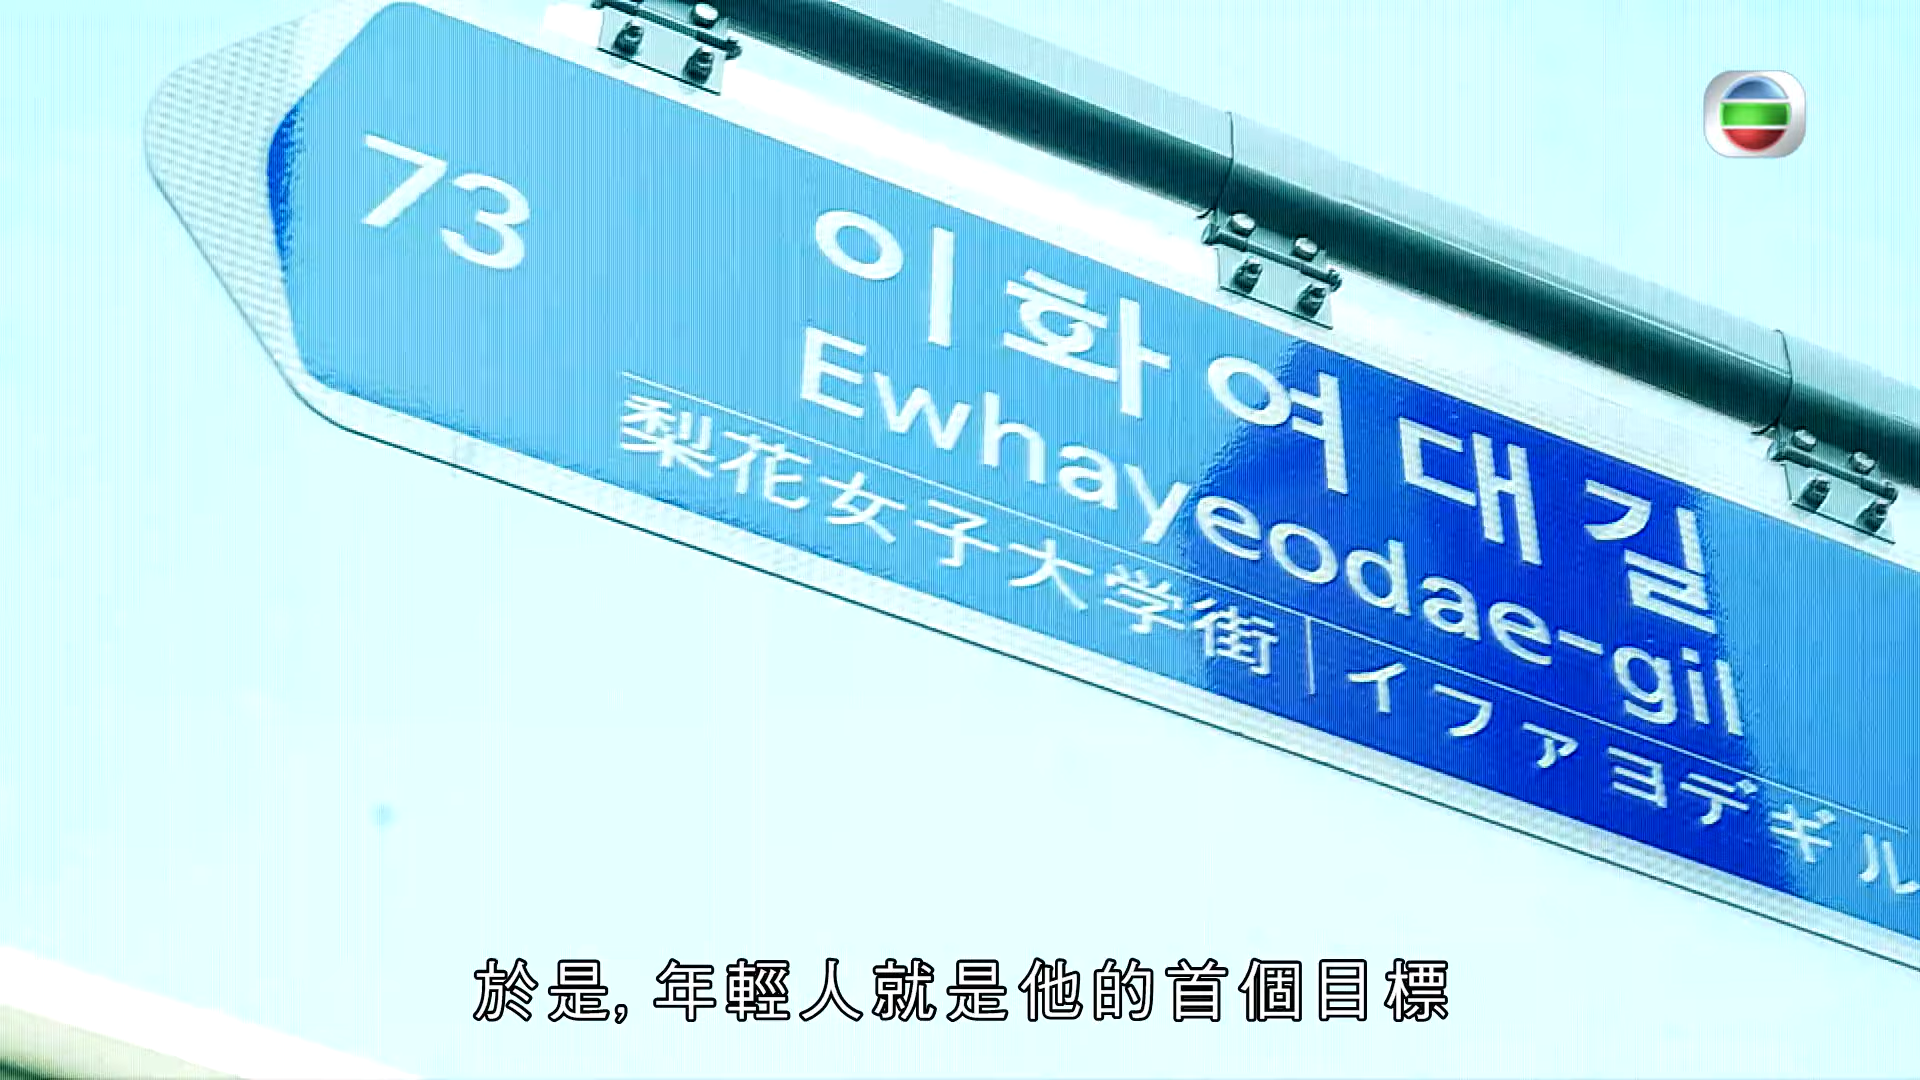 73
이화여대길
Ewhayeodae-gil
梨花女子大学街 | イファヨデギル
於是, 年輕人就是他的首個目標